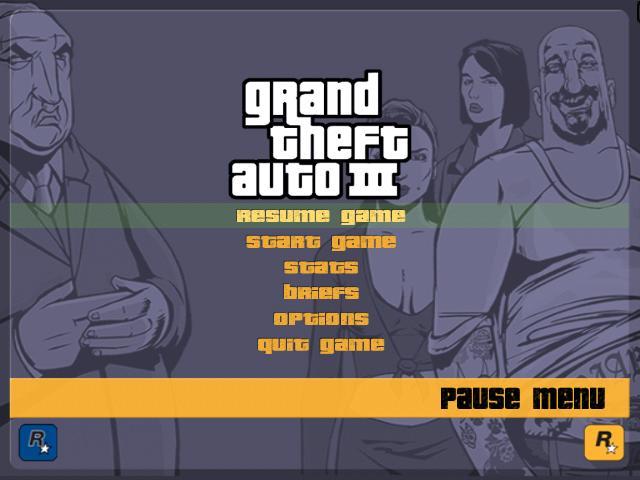 grand
theft
auto III
Resume game
Start game
Stats
Briefs
Options
Quit game
Pause menu
R
R